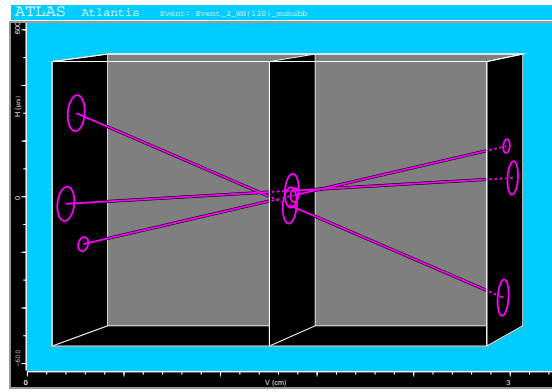 ATLAS Atlantis Event: Event_2_WH(120)_munubb
600
H (μm)
0
-600
0 V (cm) 3